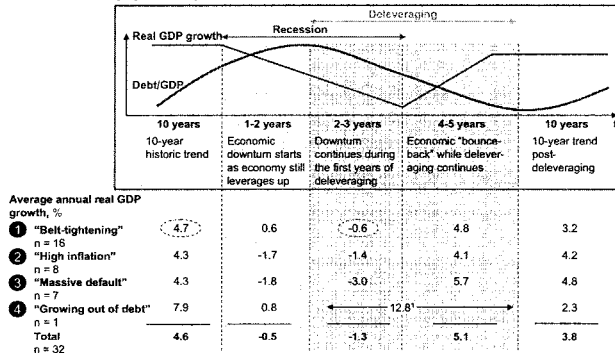 Deleveraging
Recession
Real GDP growth
Debt/GDP
t
10 years 1-2 years 2-3 years 4-5 years 10 years
10-year historic trend
Economic downturn starts as economy still leverages up
Downturn continues during the first years of deleveraging
Economic "bounce-back" while deleveraging continues
10-year trend post-deleveraging
Average annual real GDP
growth, %
1 "Belt-tightening" 4.7 0.6 -0.6 4.8 3.2
n = 16
2 "High inflation" 4.3 -1.7 -1.4 4.1 4.2
n = 8
3 "Massive default" 4.3 -1.8 -3.0 5.7 4.8
n = 7
4 "Growing out of debt" 7.9 0.8 12.8¹ 2.3
n = 1
Total 4.6 -0.5 -1.3 5.1 3.8
n = 32